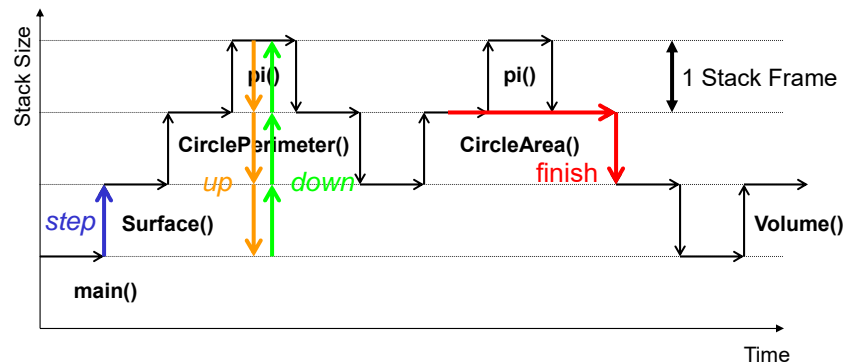 Stack Size
pi()
pi()
1 Stack Frame
CirclePerimeter()
CircleArea()
up
down
finish
step
Surface()
Volume()
main()
Time